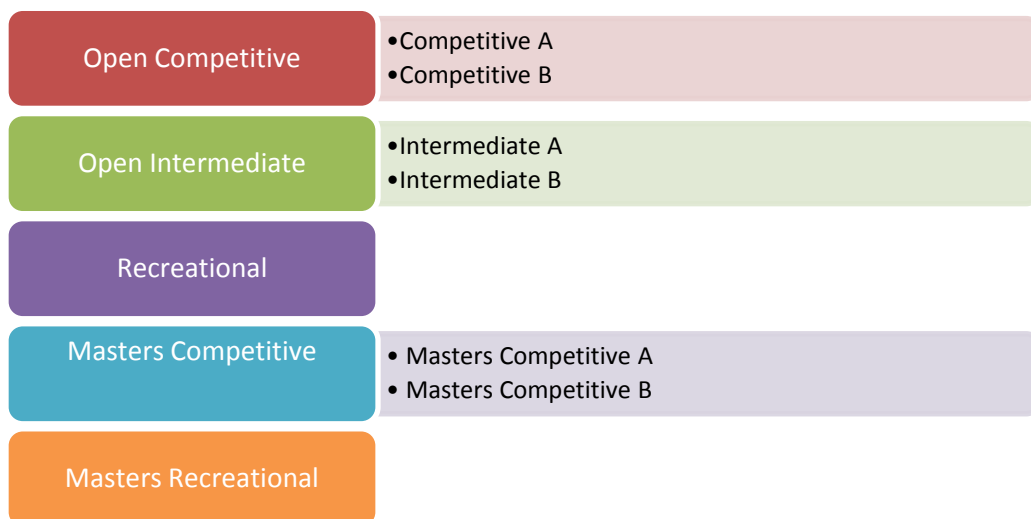 Open Competitive
•Competitive A
•Competitive B
Open Intermediate
•Intermediate A
•Intermediate B
Recreational
Masters Competitive
• Masters Competitive A
• Masters Competitive B
Masters Recreational